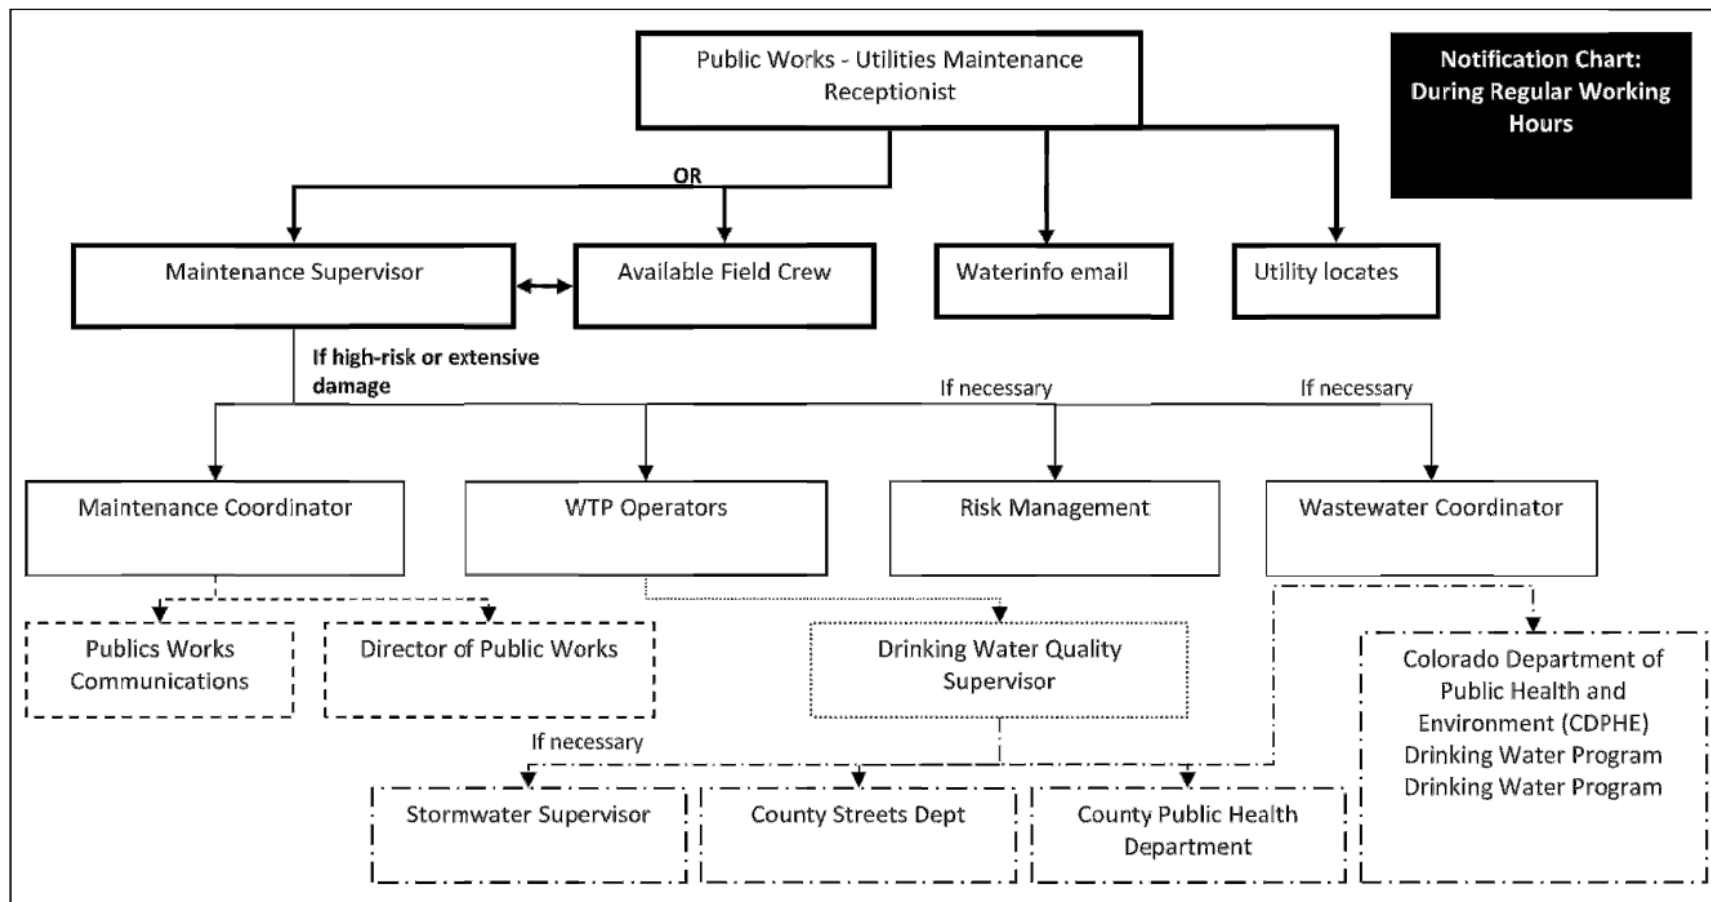 Public Works - Utilities Maintenance
Receptionist
Notification Chart:
During Regular Working
Hours
OR
Maintenance Supervisor
Available Field Crew
Waterinfo email
Utility locates
If high-risk or extensive
damage
If necessary
If necessary
Maintenance Coordinator
WTP Operators
Risk Management
Wastewater Coordinator
Publics Works
Communications
Director of Public Works
Drinking Water Quality
Supervisor
Colorado Department of
Public Health and
Environment (CDPHE)
Drinking Water Program
Drinking Water Program
If necessary
Stormwater Supervisor
County Streets Dept
County Public Health
Department